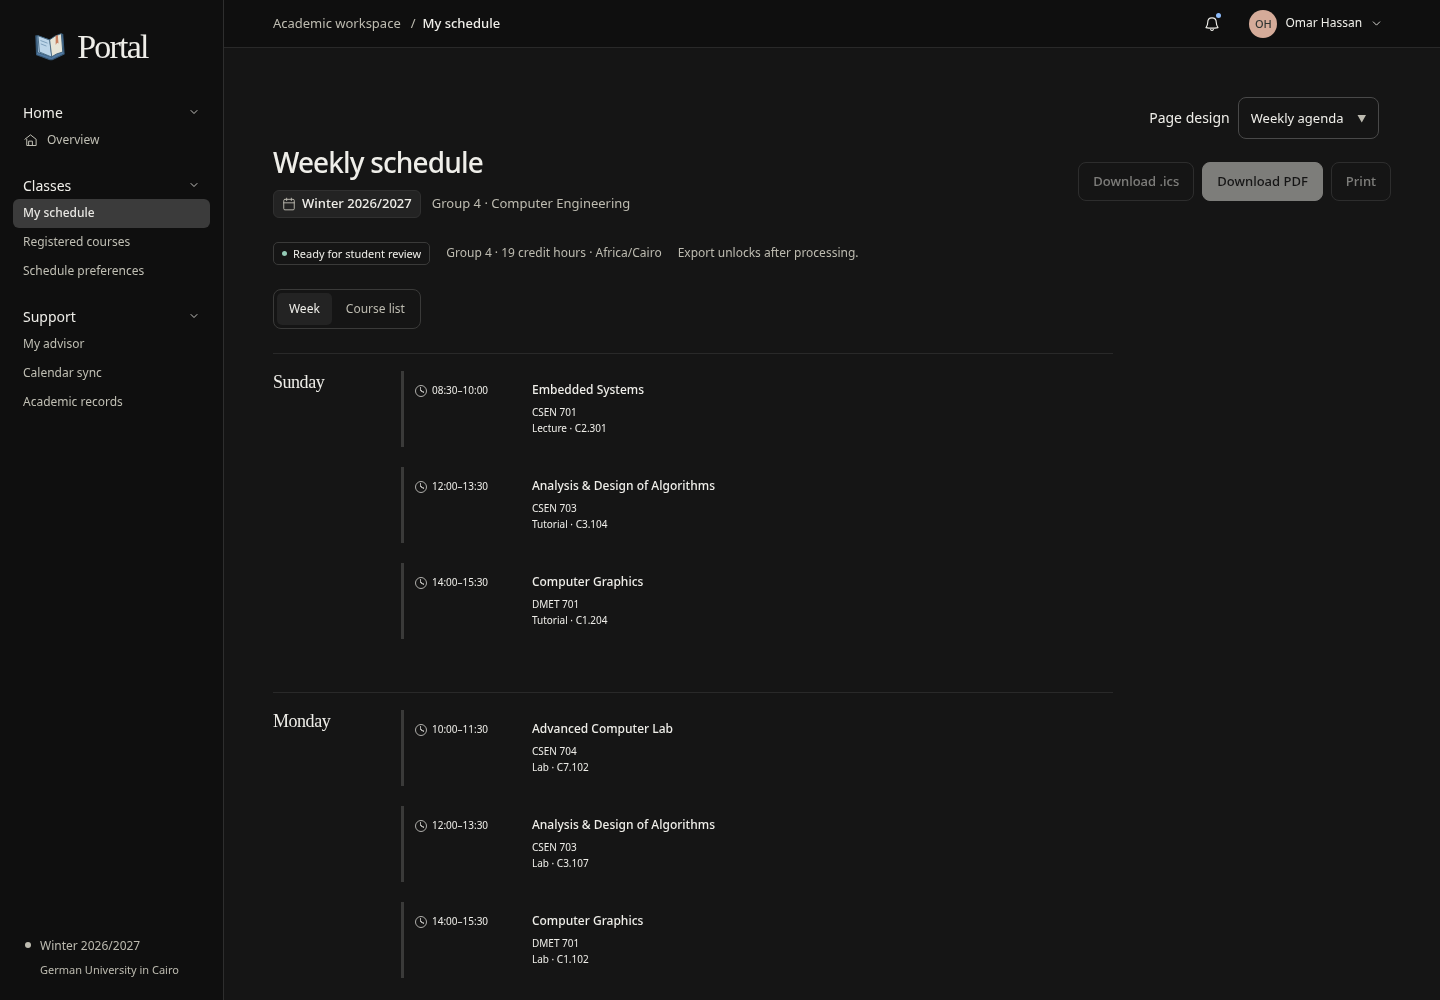 Portal
Home
Overview
Classes
My schedule
Registered courses
Schedule preferences
Support
My advisor
Calendar sync
Academic records
Winter 2026/2027
German University in Cairo
Academic workspace / My schedule
OH Omar Hassan
Page design Weekly agenda
Weekly schedule
Download .ics Download PDF Print
Winter 2026/2027 Group 4 · Computer Engineering
Ready for student review Group 4 · 19 credit hours · Africa/Cairo Export unlocks after processing.
Week Course list
Sunday
08:30–10:00 Embedded Systems
CSEN 701
Lecture · C2.301
12:00–13:30 Analysis & Design of Algorithms
CSEN 703
Tutorial · C3.104
14:00–15:30 Computer Graphics
DMET 701
Tutorial · C1.204
Monday
10:00–11:30 Advanced Computer Lab
CSEN 704
Lab · C7.102
12:00–13:30 Analysis & Design of Algorithms
CSEN 703
Lab · C3.107
14:00–15:30 Computer Graphics
DMET 701
Lab · C1.102